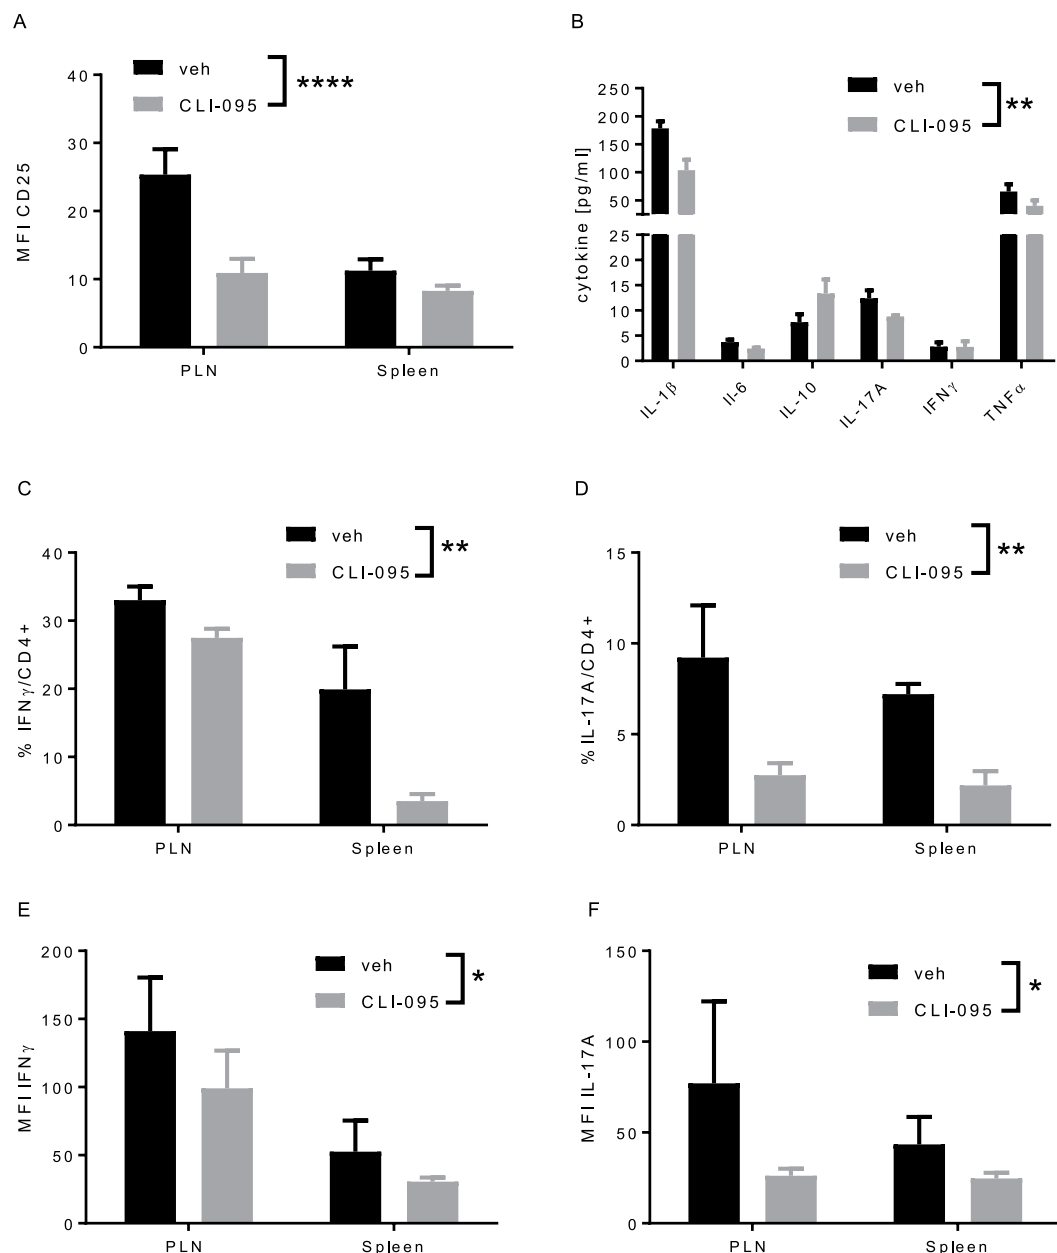 A
veh
CLI-095
****
40
30
20
10
0
MFI CD25
PLN Spleen
B
veh
CLI-095
**
250
200
150
100
50
25
20
15
10
5
0
cytokine [pg/ml]
IL-1β Il-6 IL-10 IL-17A IFNγ TNFα
C
veh
CLI-095
**
40
30
20
10
0
% IFNγ/CD4+
PLN Spleen
D
veh
CLI-095
**
15
10
5
0
% IL-17A/CD4+
PLN Spleen
E
veh
CLI-095
*
200
150
100
50
0
MFI IFNγ
PLN Spleen
F
veh
CLI-095
*
150
100
50
0
MFI IL-17A
PLN Spleen